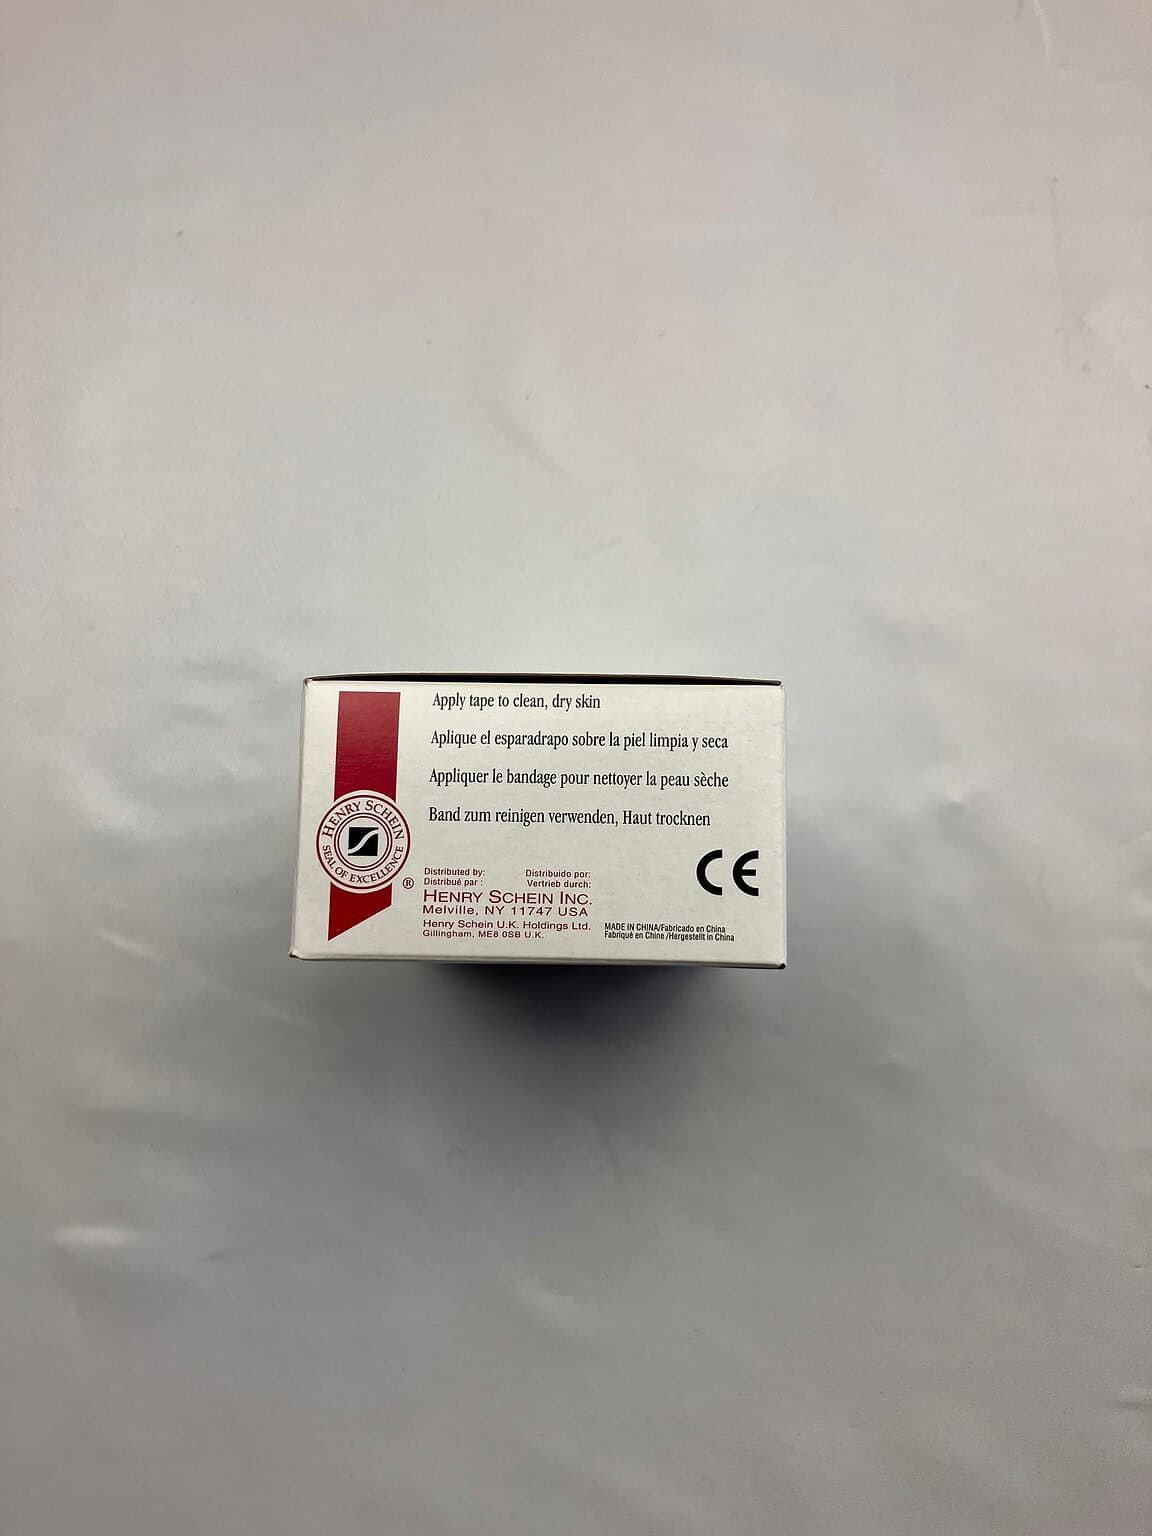 Apply tape to clean, dry skin
Aplique el esparadrapo sobre la piel limpia y seca
Appliquer le bandage pour nettoyer la peau sèche
Band zum reinigen verwenden, Haut trocknen
HENRY SCHEIN
SEAL OF EXCELLENCE
®
Distributed by: Distribuido por:
Distribué par : Vertrieb durch:
HENRY SCHEIN INC.
Melville, NY 11747 USA
Henry Schein U.K. Holdings Ltd.
Gillingham, ME8 0SB U.K.
CE
MADE IN CHINA/Fabricado en China
Fabriqué en Chine /Hergestellt in China